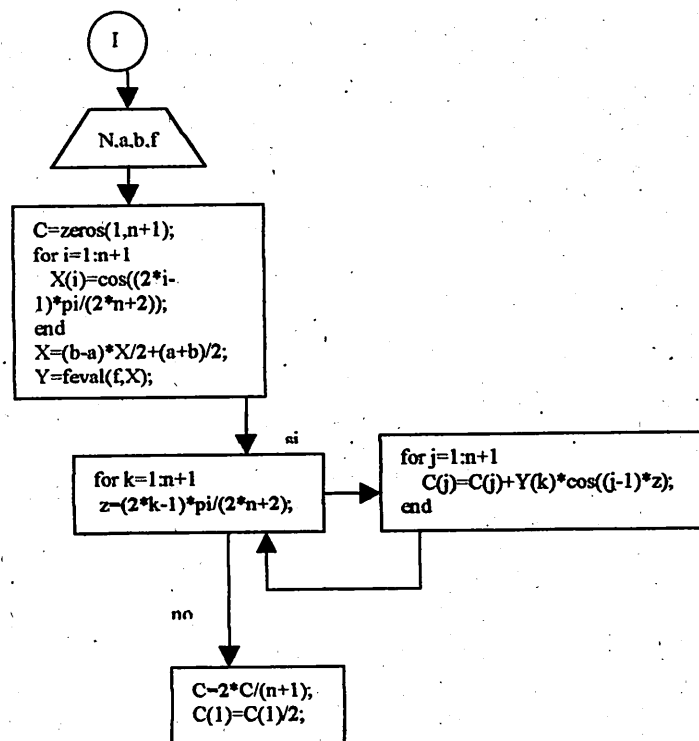 I
N.a.b.f
C=zeros(1,n+1);
for i=1:n+1
X(i)=cos((2*i-
1)*pi/(2*n+2));
end
X=(b-a)*X/2+(a+b)/2;
Y=feval(f,X);
si
for k=1:n+1
z=(2*k-1)*pi/(2*n+2);
for j=1:n+1
C(j)=C(j)+Y(k)*cos((j-1)*z);
end
no
C=2*C/(n+1);
C(1)=C(1)/2;